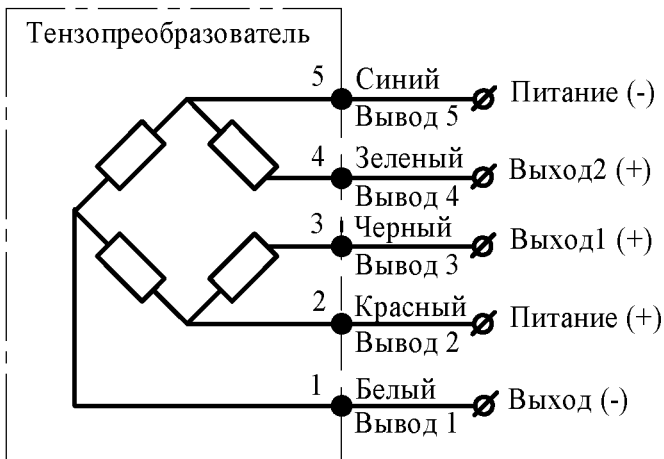 Тензопреобразователь
5 Синий Питание (-)
Вывод 5
4 Зеленый Выход2 (+)
Вывод 4
3 Черный Выход1 (+)
Вывод 3
2 Красный Питание (+)
Вывод 2
1 Белый Выход (-)
Вывод 1